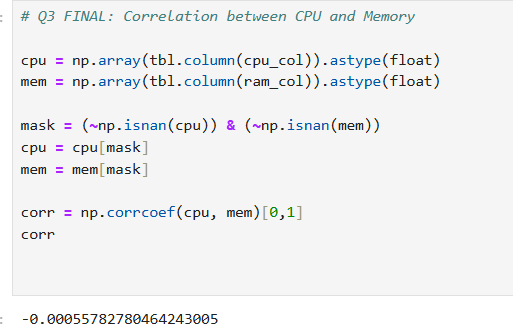 # Q3 FINAL: Correlation between CPU and Memory
cpu = np.array(tbl.column(cpu_col)).astype(float)
mem = np.array(tbl.column(ram_col)).astype(float)
mask = (~np.isnan(cpu)) & (~np.isnan(mem))
cpu = cpu[mask]
mem = mem[mask]
corr = np.corrcoef(cpu, mem)[0,1]
corr
-0.00055782780464243005